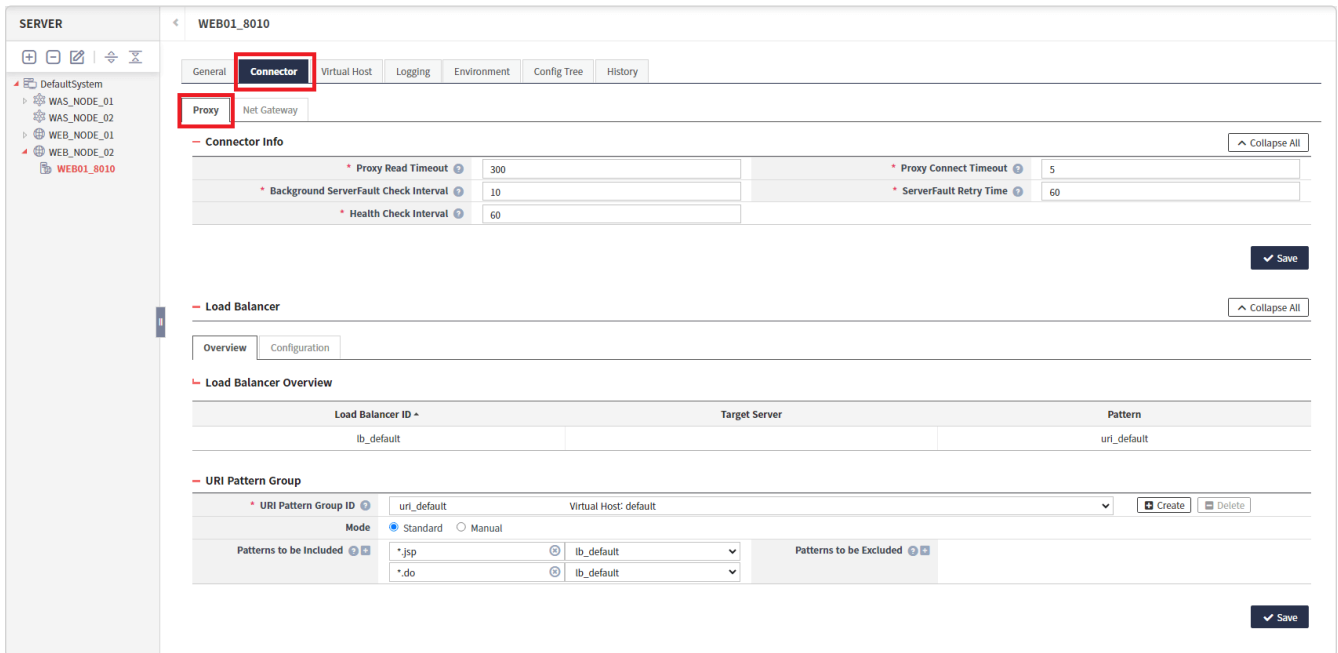 SERVER
WEB01_8010
DefaultSystem
WAS_NODE_01
WAS_NODE_02
WEB_NODE_01
WEB_NODE_02
WEB01_8010
General Connector Virtual Host Logging Environment Config Tree History
Proxy Net Gateway
Connector Info Collapse All
* Proxy Read Timeout ? 300 * Proxy Connect Timeout ? 5
* Background ServerFault Check Interval ? 10 * ServerFault Retry Time ? 60
* Health Check Interval ? 60
Save
Load Balancer Collapse All
Overview Configuration
Load Balancer Overview
Load Balancer ID Target Server Pattern
lb_default uri_default
URI Pattern Group
* URI Pattern Group ID ? uri_default Virtual Host: default Create Delete
Mode Standard Manual
Patterns to be Included ? *.jsp lb_default Patterns to be Excluded ?
*.do lb_default
Save